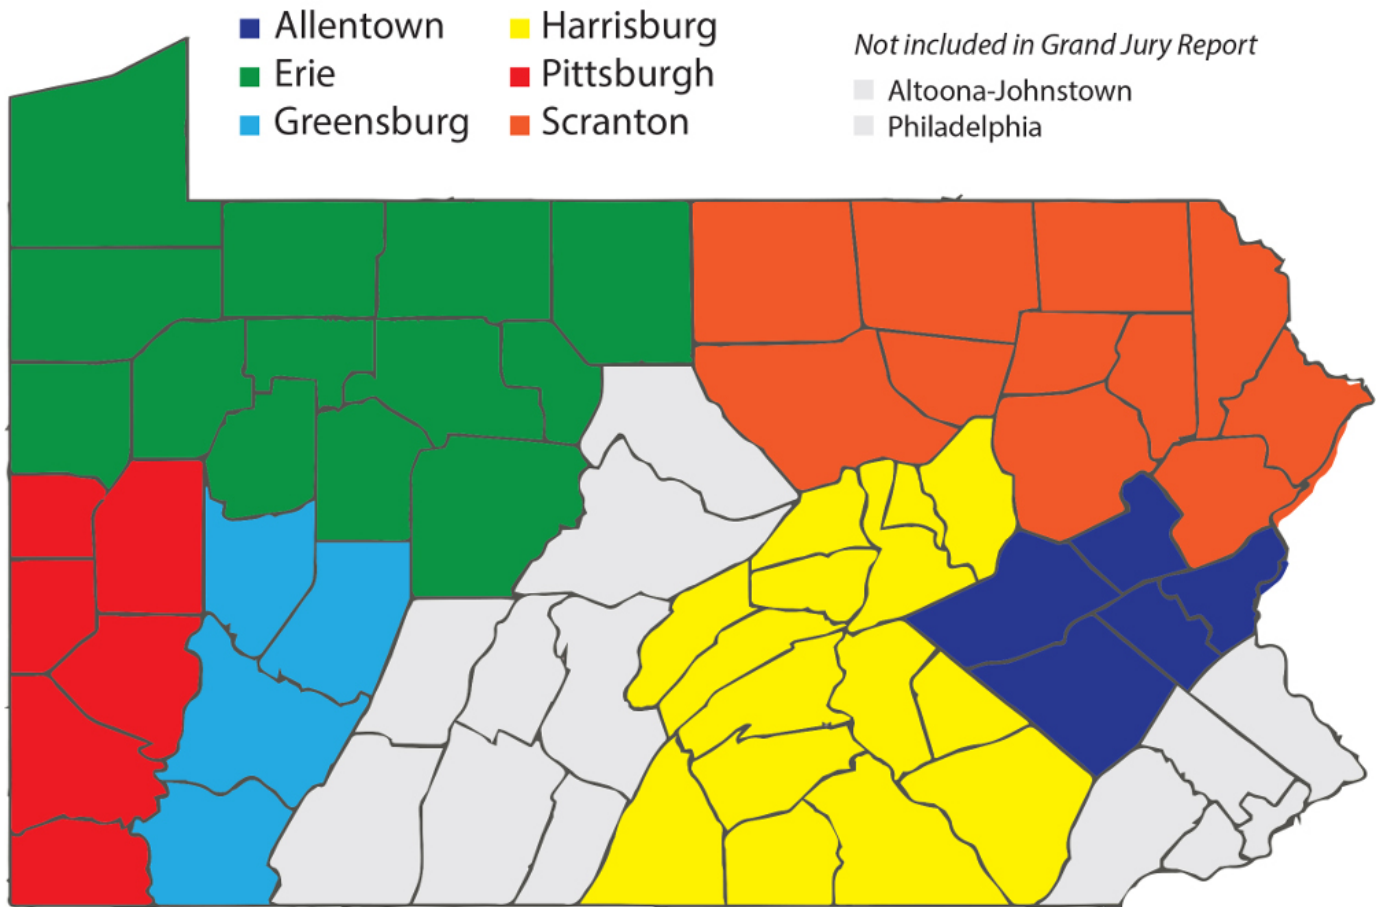 Allentown
Erie
Greensburg
Harrisburg
Pittsburgh
Scranton
Not included in Grand Jury Report
Altoona-Johnstown
Philadelphia